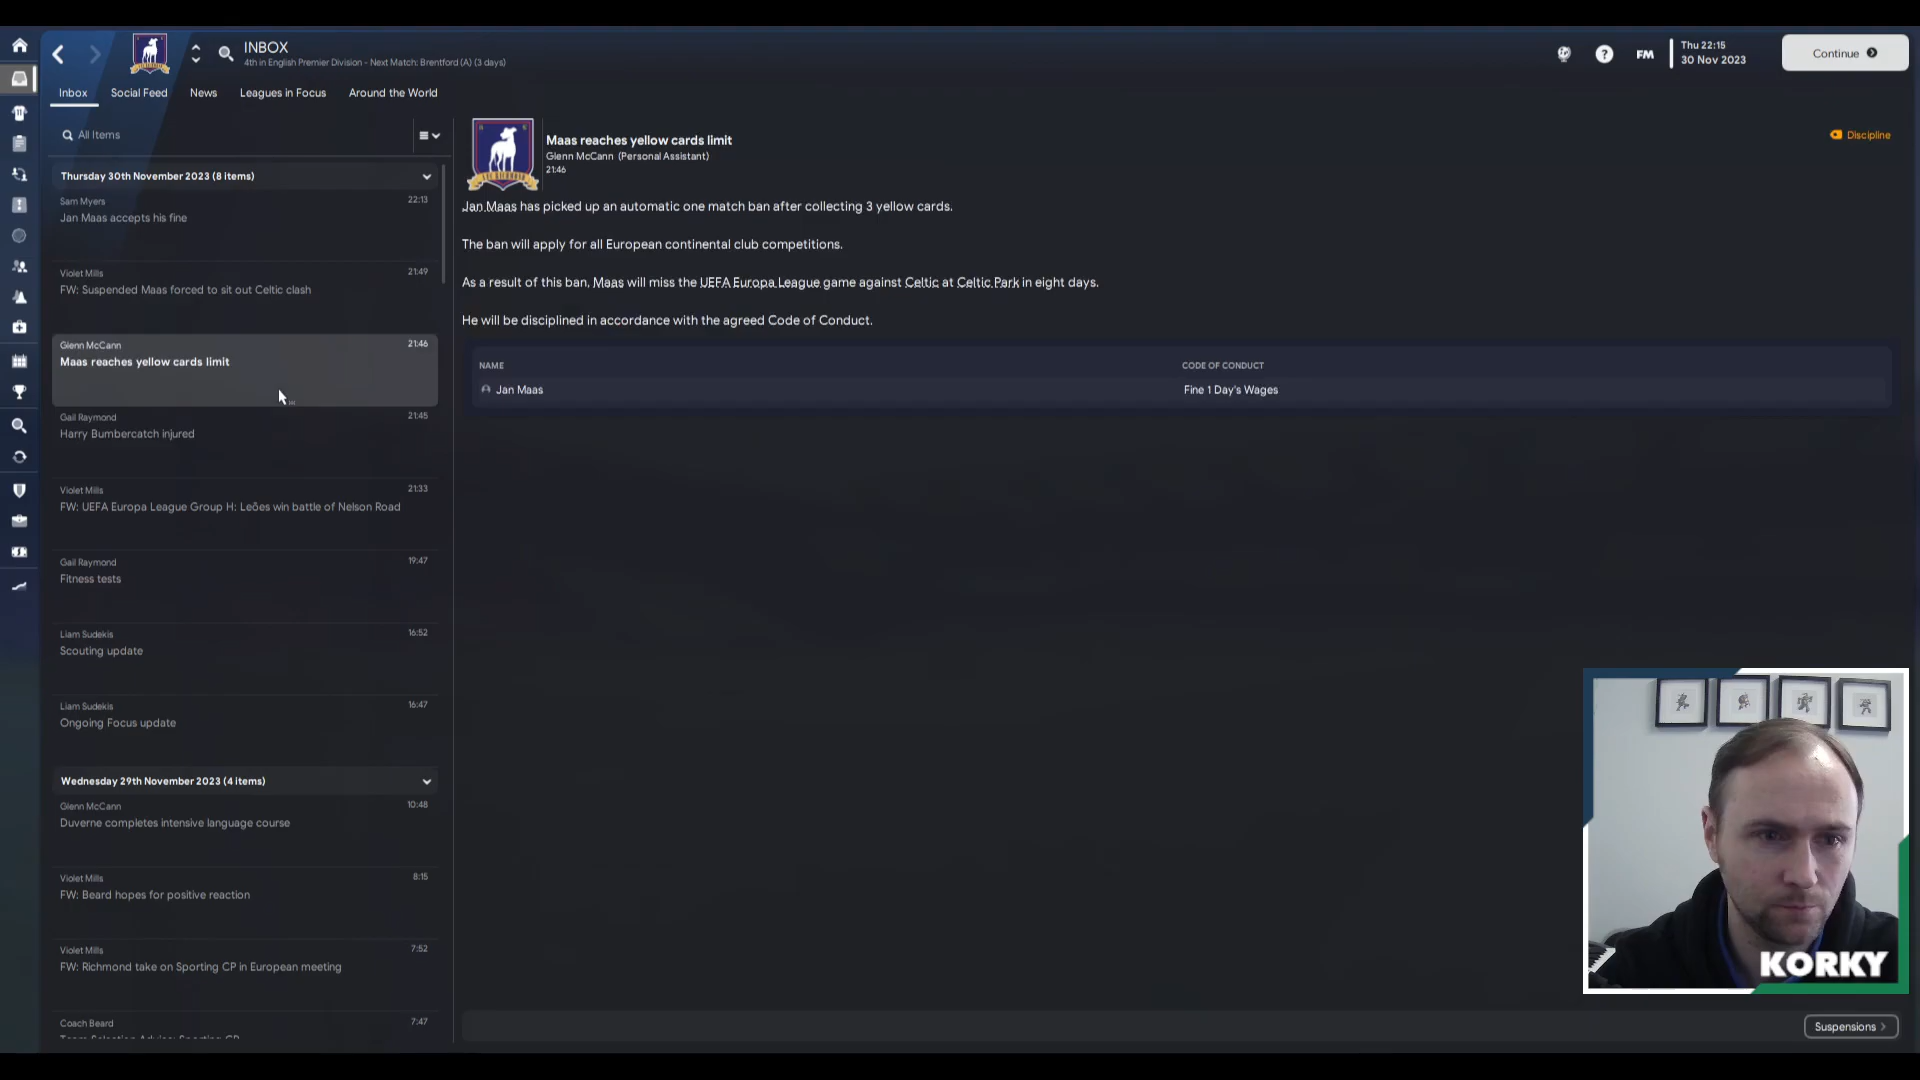 INBOX
4th in English Premier Division - Next Match: Brentford (A) (3 days)
FM
Thu 22:15
30 Nov 2023
Continue
Inbox
Social Feed
News
Leagues in Focus
Around the World
All Items
Thursday 30th November 2023 (8 items)
Sam Myers
22:13
Jan Maas accepts his fine
Violet Mills
21:49
FW: Suspended Maas forced to sit out Celtic clash
Glenn McCann
21:46
Maas reaches yellow cards limit
Gail Raymond
21:45
Harry Bumbercatch injured
Violet Mills
21:33
FW: UEFA Europa League Group H: Leões win battle of Nelson Road
Gail Raymond
19:47
Fitness tests
Liam Sudekis
16:52
Scouting update
Liam Sudekis
16:47
Ongoing Focus update
Wednesday 29th November 2023 (4 items)
Glenn McCann
10:48
Duverne completes intensive language course
Violet Mills
8:15
FW: Beard hopes for positive reaction
Violet Mills
7:52
FW: Richmond take on Sporting CP in European meeting
Coach Beard
7:47
Team Selection Advice: Sporting CP
Maas reaches yellow cards limit
Glenn McCann (Personal Assistant)
21:46
Discipline
Jan Maas has picked up an automatic one match ban after collecting 3 yellow cards.
The ban will apply for all European continental club competitions.
As a result of this ban, Maas will miss the UEFA Europa League game against Celtic at Celtic Park in eight days.
He will be disciplined in accordance with the agreed Code of Conduct.
NAME
CODE OF CONDUCT
Jan Maas
Fine 1 Day's Wages
KORKY
Suspensions